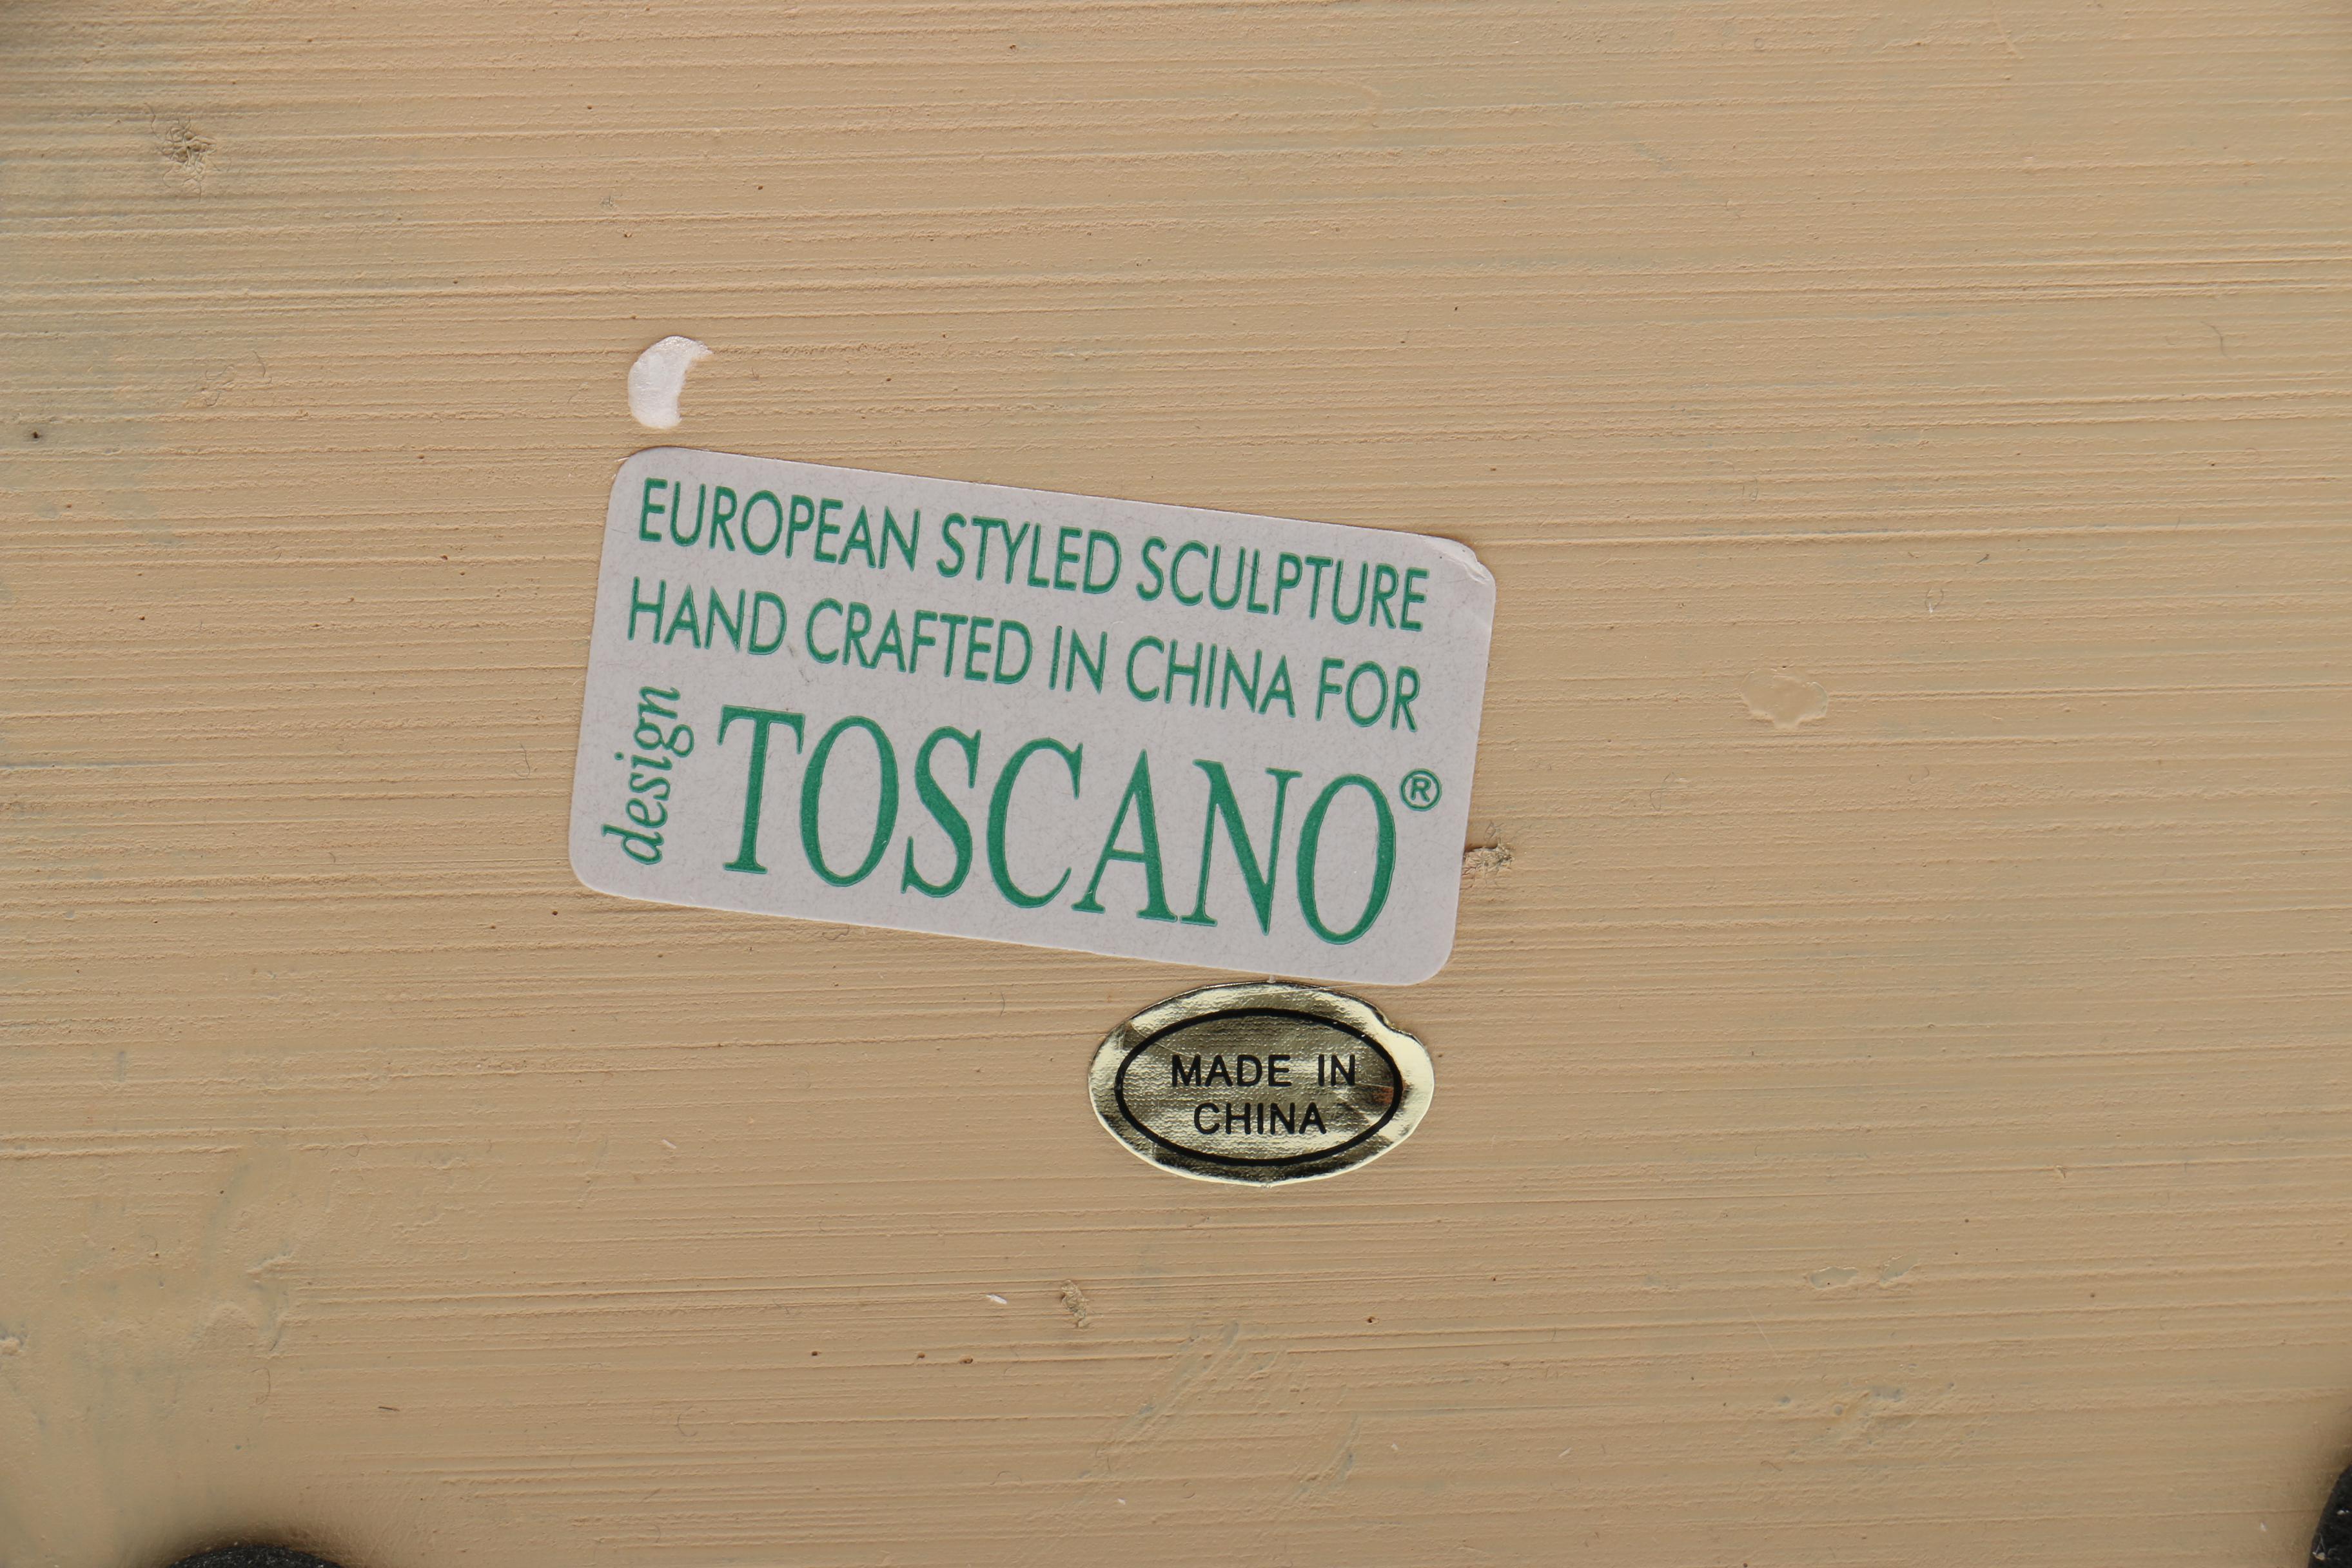 EUROPEAN STYLED SCULPTURE
HAND CRAFTED IN CHINA FOR
design TOSCANO®
MADE IN
CHINA